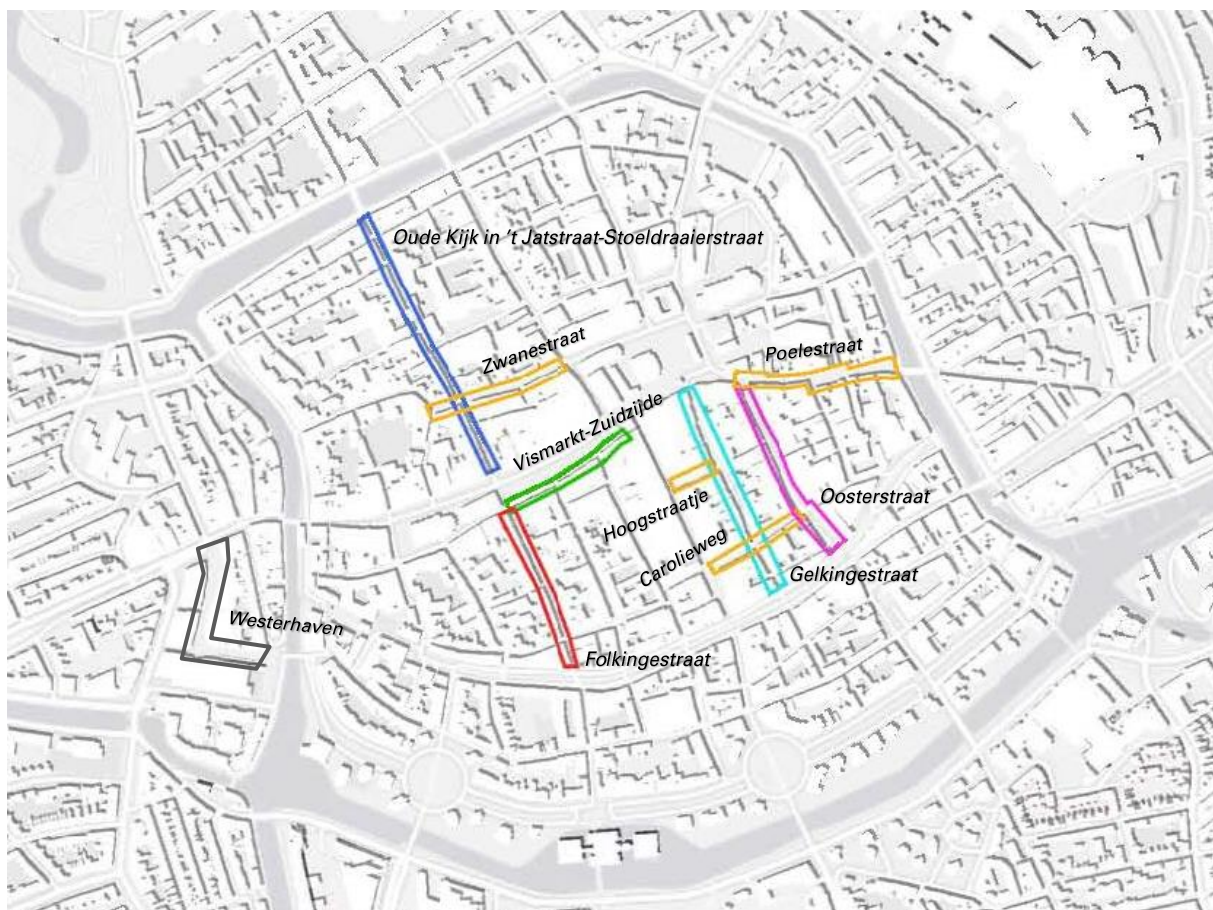 Oude Kijk in 't Jatstraat-Stoeldraaierstraat
Zwanestraat
Poelestraat
Vismarkt-Zuidzijde
Hoogstraatje
Oosterstraat
Carolieweg
Gelkingestraat
Westerhaven
Folkingestraat